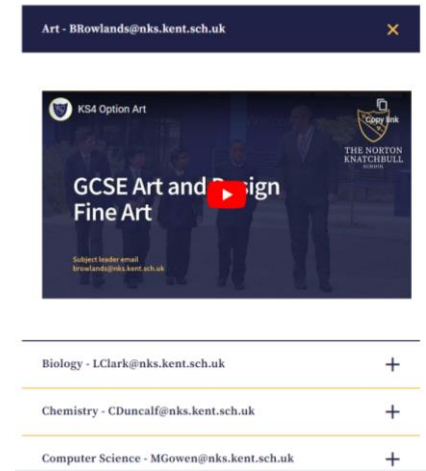 Art - BRowlands@nks.kent.sch.uk
KS4 Option Art
Copy link
THE NORTON
KNATCHBULL
SCHOOL
GCSE Art and Design
Fine Art
Subject leader email
browlands@nks.kent.sch.uk
Biology - LClark@nks.kent.sch.uk
Chemistry - CDuncalf@nks.kent.sch.uk
Computer Science - MGowen@nks.kent.sch.uk